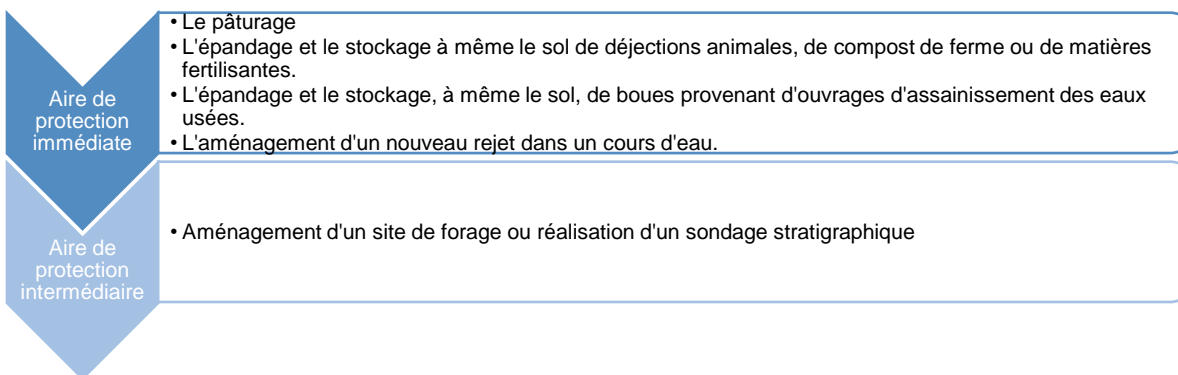 Aire de
protection
immédiate
• Le pâturage
• L'épandage et le stockage à même le sol de déjections animales, de compost de ferme ou de matières
fertilisantes.
• L'épandage et le stockage, à même le sol, de boues provenant d'ouvrages d'assainissement des eaux
usées.
• L'aménagement d'un nouveau rejet dans un cours d'eau.
Aire de
protection
intermédiaire
• Aménagement d'un site de forage ou réalisation d'un sondage stratigraphique